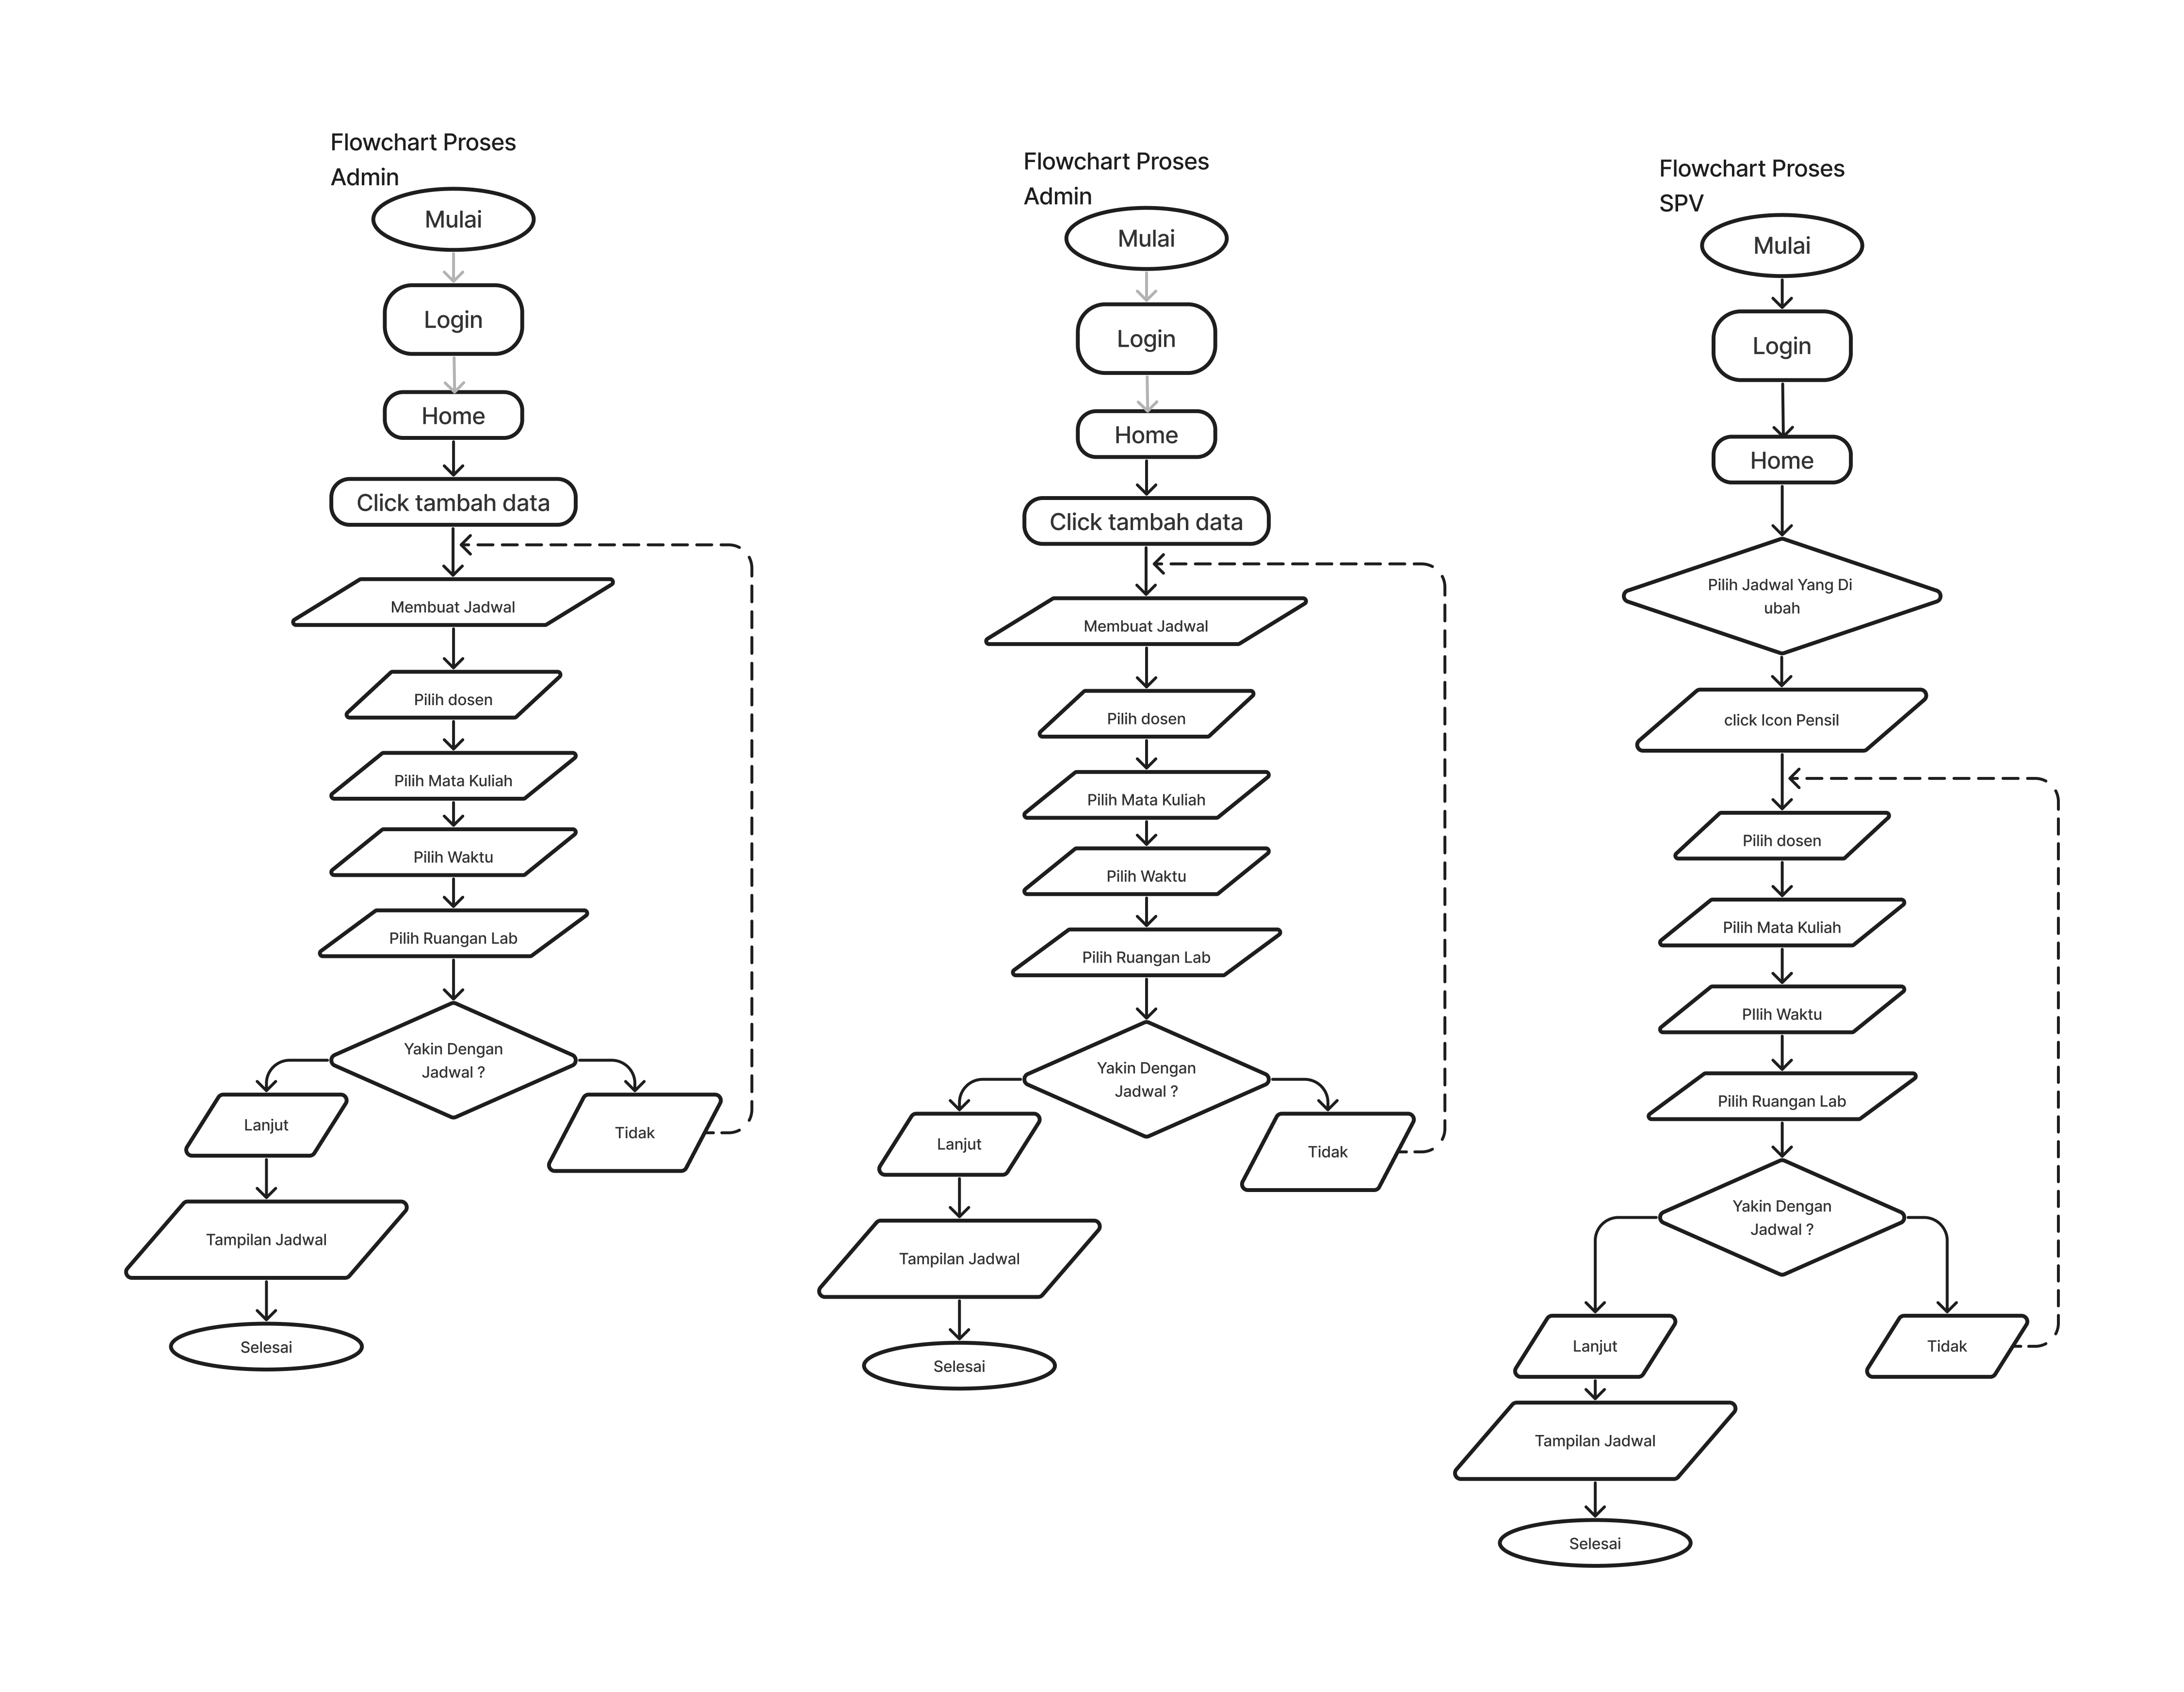 Flowchart Proses
Admin
Mulai
Login
Home
Click tambah data
Membuat Jadwal
Pilih dosen
Pilih Mata Kuliah
Pilih Waktu
Pilih Ruangan Lab
Yakin Dengan
Jadwal ?
Lanjut
Tidak
Tampilan Jadwal
Selesai
Flowchart Proses
Admin
Mulai
Login
Home
Click tambah data
Membuat Jadwal
Pilih dosen
Pilih Mata Kuliah
Pilih Waktu
Pilih Ruangan Lab
Yakin Dengan
Jadwal ?
Lanjut
Tidak
Tampilan Jadwal
Selesai
Flowchart Proses
SPV
Mulai
Login
Home
Pilih Jadwal Yang Di
ubah
click Icon Pensil
Pilih dosen
Pilih Mata Kuliah
PIlih Waktu
Pilih Ruangan Lab
Yakin Dengan
Jadwal ?
Lanjut
Tidak
Tampilan Jadwal
Selesai